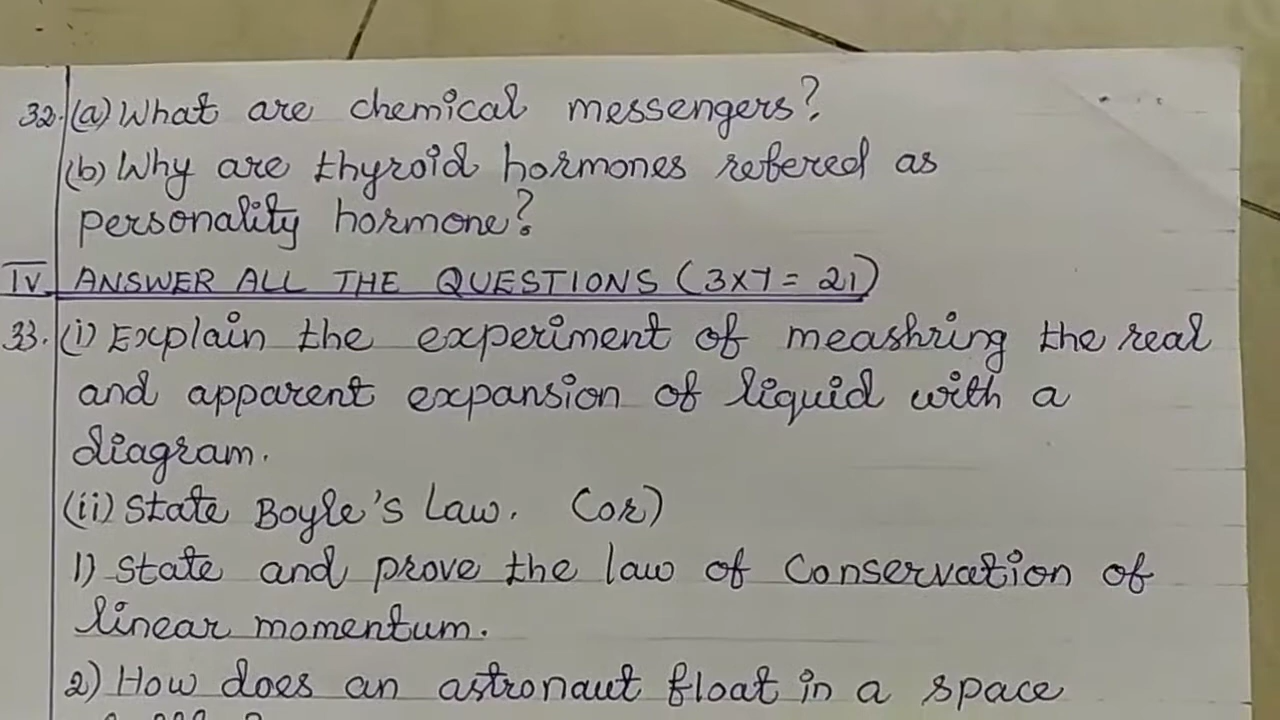 32. (a) What are chemical messengers?
(b) Why are thyroid hormones refered as
personality hormone?
IV ANSWER ALL THE QUESTIONS (3x7=21)
33. (i) Explain the experiment of meashring the real
and apparent expansion of liquid with a
diagram.
(ii) State Boyle's Law. (or)
1) State and prove the law of Conservation of
linear momentum.
2) How does an astronaut float in a space